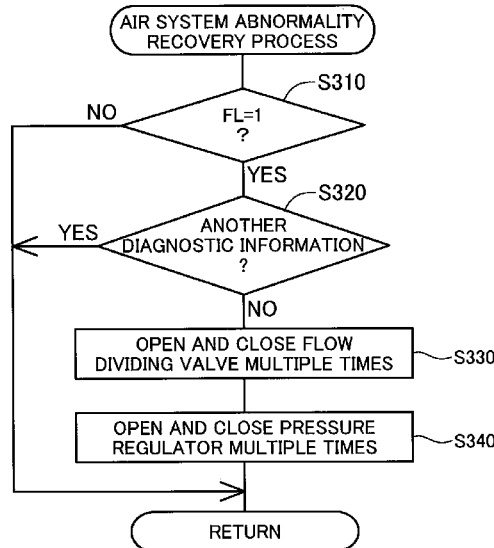 AIR SYSTEM ABNORMALITY
RECOVERY PROCESS
S310
NO
FL=1
?
YES
S320
YES
ANOTHER
DIAGNOSTIC INFORMATION
?
NO
OPEN AND CLOSE FLOW
DIVIDING VALVE MULTIPLE TIMES
S330
OPEN AND CLOSE PRESSURE
REGULATOR MULTIPLE TIMES
S340
RETURN